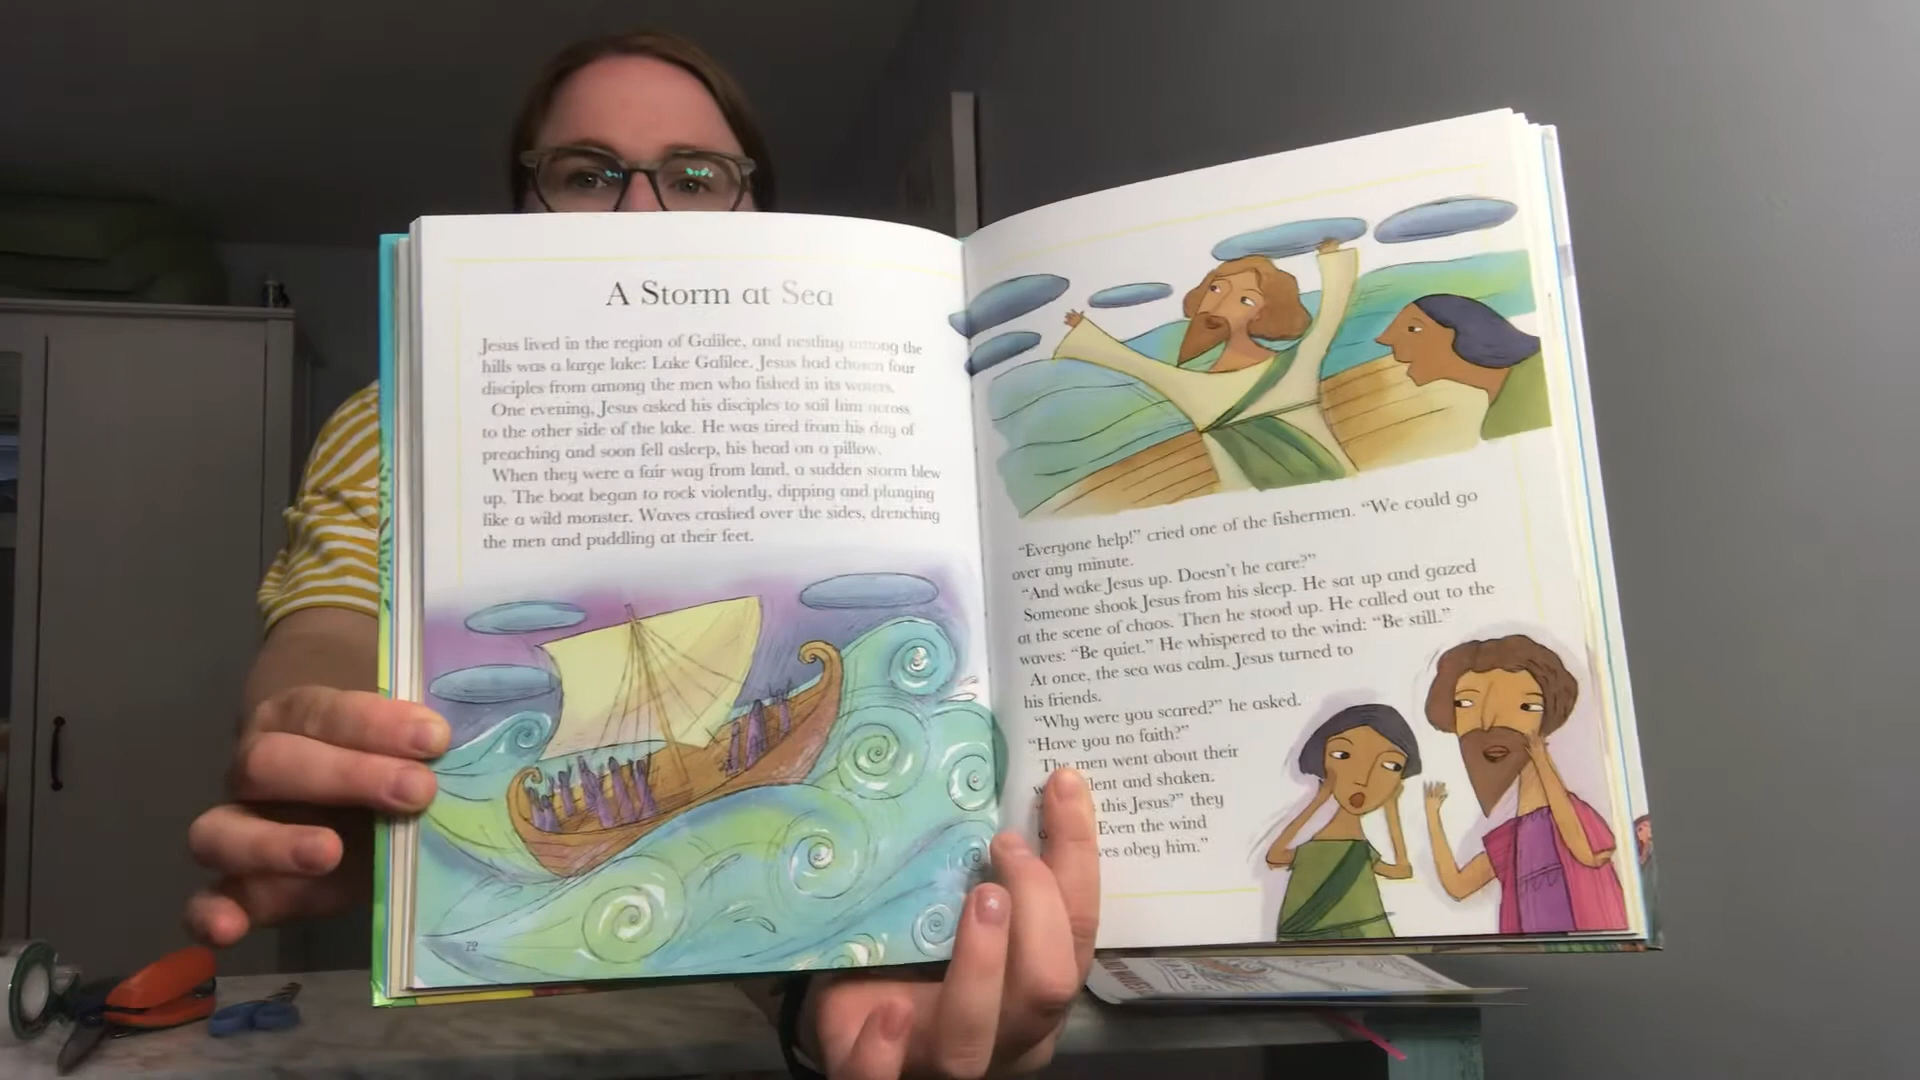 A Storm at Sea
Jesus lived in the region of Galilee, and nestling among the
hills was a large lake: Lake Galilee. Jesus had chosen four
disciples from among the men who fished in its waters.
One evening, Jesus asked his disciples to sail him across
to the other side of the lake. He was tired from his day of
preaching and soon fell asleep, his head on a pillow.
When they were a fair way from land, a sudden storm blew
up. The boat began to rock violently, dipping and plunging
like a wild monster. Waves crashed over the sides, drenching
the men and puddling at their feet.
72
“Everyone help!” cried one of the fishermen. “We could go
over any minute.
“And wake Jesus up. Doesn’t he care?”
Someone shook Jesus from his sleep. He sat up and gazed
at the scene of chaos. Then he stood up. He called out to the
waves: “Be quiet.” He whispered to the wind: “Be still.”
At once, the sea was calm. Jesus turned to
his friends.
“Why were you scared?” he asked.
“Have you no faith?”
The men went about their
lent and shaken.
this Jesus?” they
Even the wind
ves obey him.”